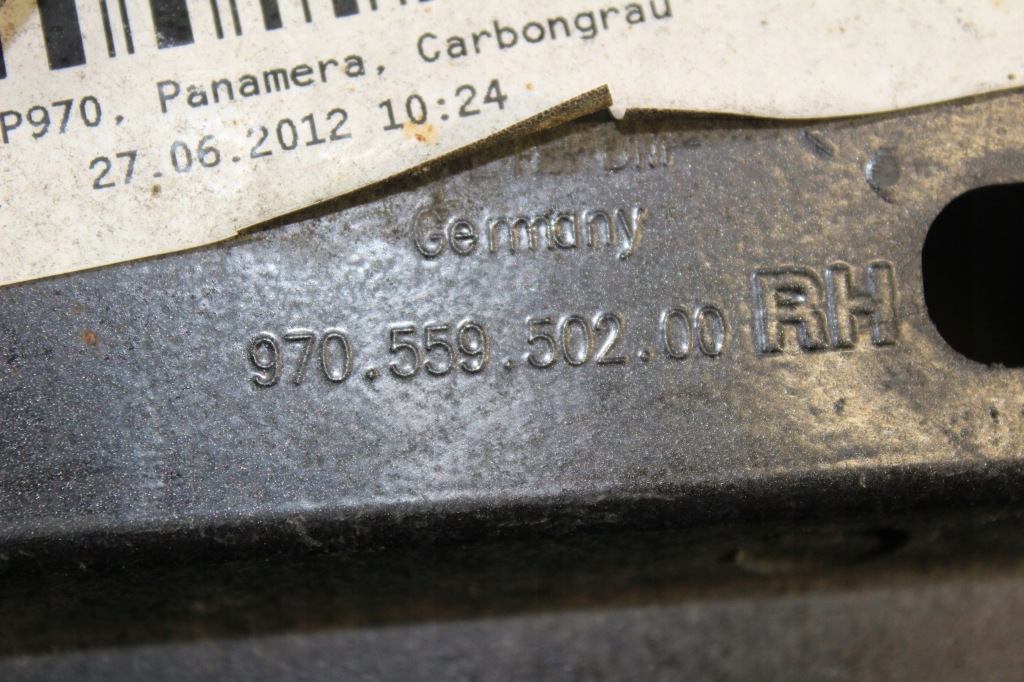 P970, Panamera, Carbongrau
27.06.2012 10:24
Germany
970.559.502.00 RH